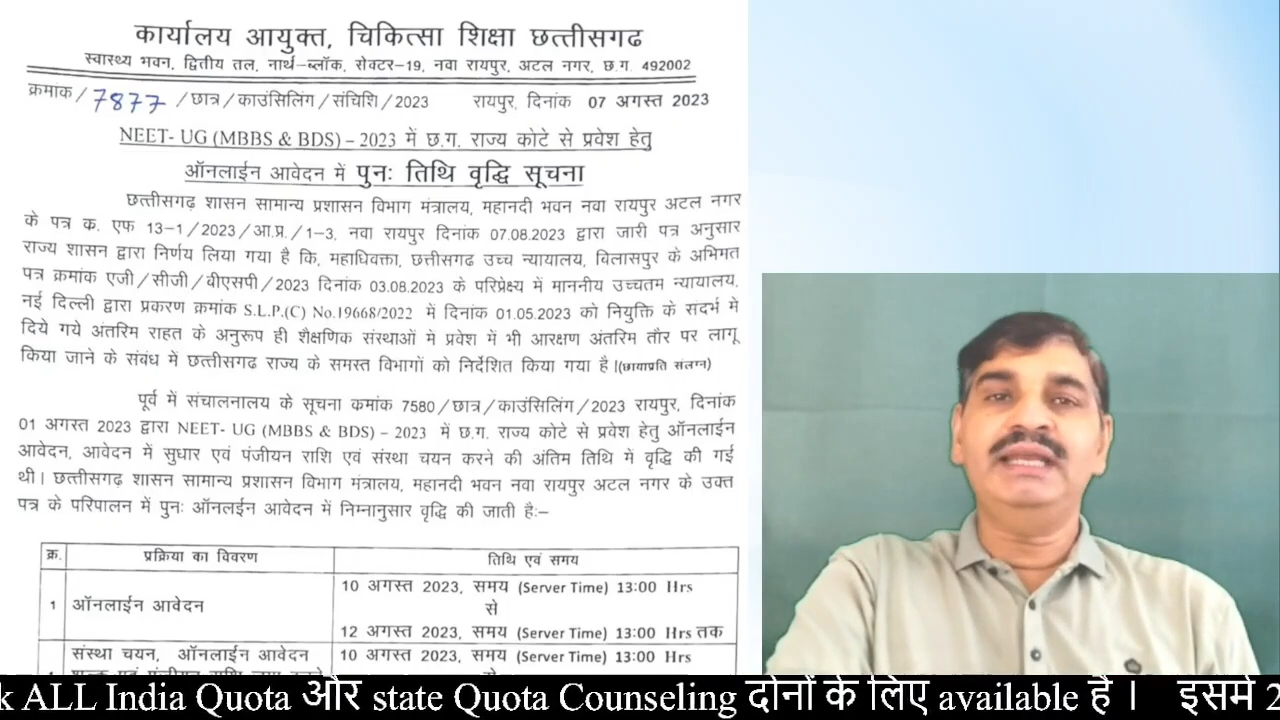 कार्यालय आयुक्त, चिकित्सा शिक्षा छत्तीसगढ
स्वास्थ्य भवन, द्वितीय तल, नार्थ-ब्लॉक, सेक्टर-19, नवा रायपुर, अटल नगर, छ.ग. 492002
क्रमांक / 7877 / छात्र / काउंसिलिंग / संचिशि / 2023 रायपुर, दिनांक 07 अगस्त 2023
NEET- UG (MBBS & BDS) – 2023 में छ.ग. राज्य कोटे से प्रवेश हेतु
ऑनलाईन आवेदन में पुनः तिथि वृद्धि सूचना
छत्तीसगढ़ शासन सामान्य प्रशासन विभाग मंत्रालय, महानदी भवन नवा रायपुर अटल नगर
के पत्र क. एफ 13-1 / 2023 / आ.प्र. / 1-3, नवा रायपुर दिनांक 07.08.2023 द्वारा जारी पत्र अनुसार
राज्य शासन द्वारा निर्णय लिया गया है कि, महाधिवक्ता, छत्तीसगढ उच्च न्यायालय, विलासपुर के अभिमत
पत्र क्रमांक एजी / सीजी / वीएसपी / 2023 दिनांक 03.08.2023 के परिप्रेक्ष्य में माननीय उच्चतम न्यायालय,
नई दिल्ली द्वारा प्रकरण क्रमांक S.L.P.(C) No.19668/2022 में दिनांक 01.05.2023 को नियुक्ति के संदर्भ मे
दिये गये अंतरिम राहत के अनुरूप ही शैक्षणिक संस्थाओं मे प्रवेश में भी आरक्षण अंतरिम तौर पर लागू
किया जाने के संबंध में छत्तीसगढ राज्य के समस्त विभागों को निर्देशित किया गया है।(छायाप्रति संलग्न)
पूर्व में संचालनालय के सूचना कमांक 7580 / छात्र / काउंसिलिंग / 2023 रायपुर, दिनांक
01 अगस्त 2023 द्वारा NEET- UG (MBBS & BDS) – 2023 में छ.ग. राज्य कोटे से प्रवेश हेतु ऑनलाईन
आवेदन, आवेदन में सुधार एवं पंजीयन राशि एवं संस्था चयन करने की अंतिम तिथि में वृद्धि की गई
थी। छत्तीसगढ़ शासन सामान्य प्रशासन विभाग मंत्रालय, महानदी भवन नवा रायपुर अटल नगर के उक्त
पत्र के परिपालन में पुनः ऑनलईन आवेदन में निम्नानुसार वृद्धि की जाती है:–
क्र. प्रक्रिया का विवरण तिथि एवं समय
1 ऑनलाईन आवेदन 10 अगस्त 2023, समय (Server Time) 13:00 Hrs
से
12 अगस्त 2023, समय (Server Time) 13:00 Hrs तक
संस्था चयन, ऑनलाईन आवेदन 10 अगस्त 2023, समय (Server Time) 13:00 Hrs
k ALL India Quota और state Quota Counseling दोनों के लिए available है। इसमें 2